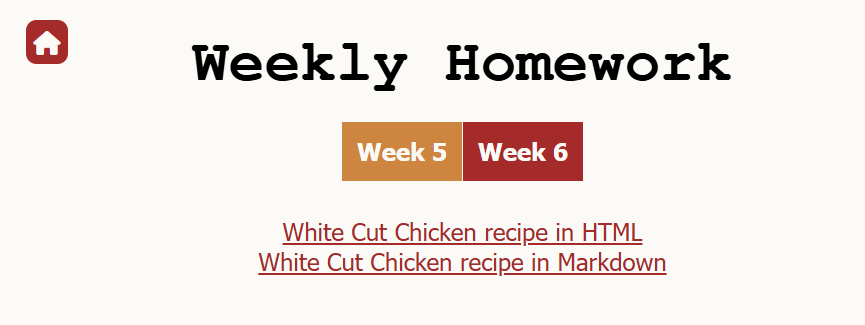 Weekly Homework
Week 5 Week 6
White Cut Chicken recipe in HTML
White Cut Chicken recipe in Markdown